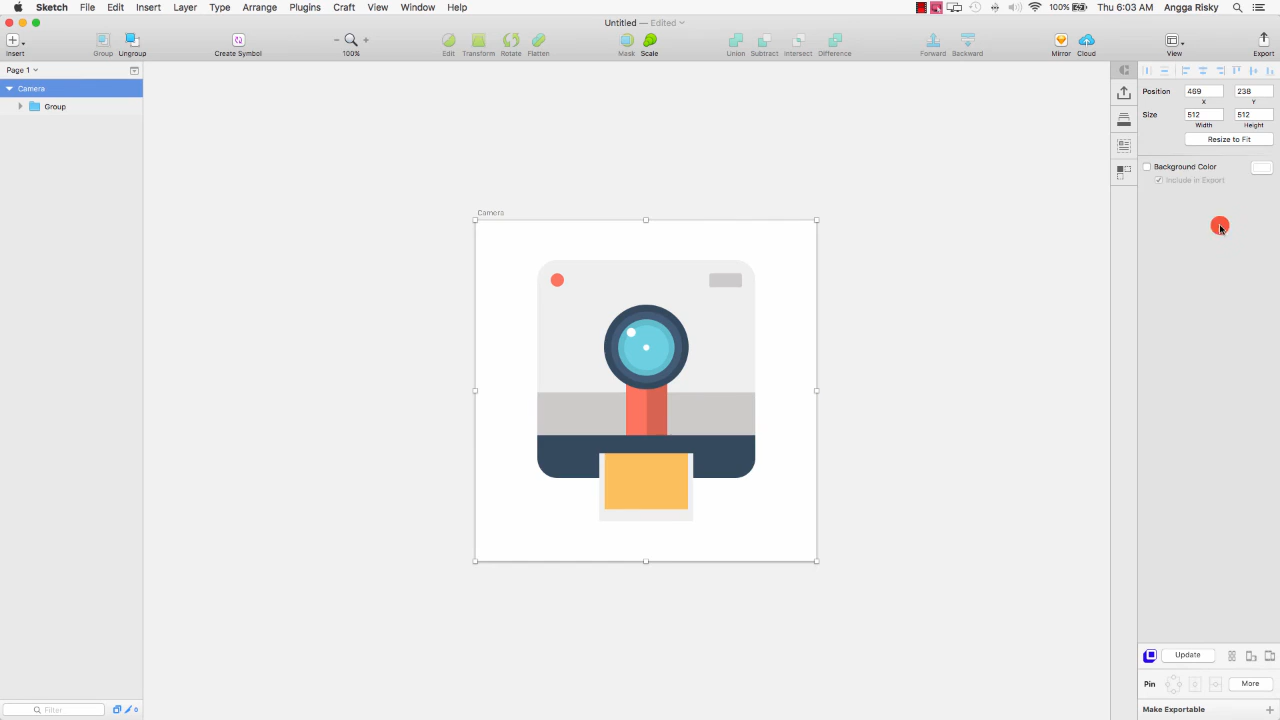 Sketch File Edit Insert Layer Type Arrange Plugins Craft View Window Help 100% Thu 6:03 AM Angga Risky
Untitled — Edited
Insert Group Ungroup Create Symbol 100% Edit Transform Rotate Flatten Mask Scale Union Subtract Intersect Difference Forward Backward Mirror Cloud View Export
Page 1
Camera
Group
Camera
Position 469 238
X Y
Size 512 512
Width Height
Resize to Fit
Background Color
Include in Export
Update
Pin More
Make Exportable
Filter 0